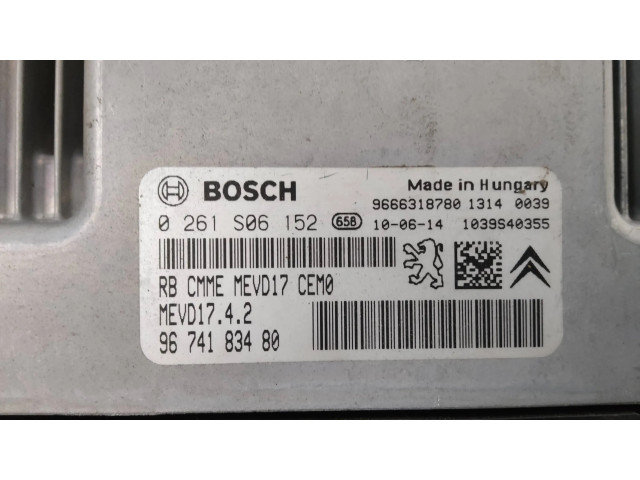 BOSCH
Made in Hungary
9666318780 1314 0039
0 261 S06 152 658 10-06-14 1039S40355
RB CMME MEVD17 CEM0
MEVD17.4.2
96 741 834 80